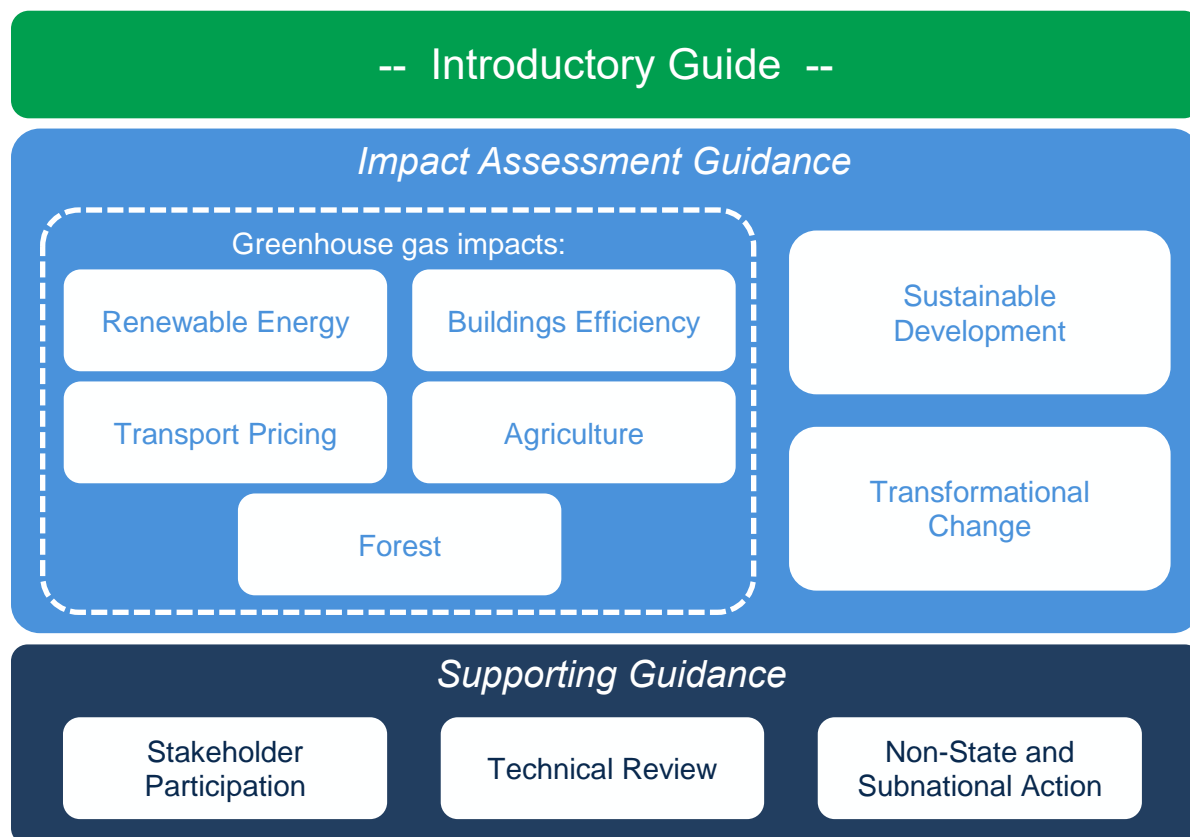 -- Introductory Guide --
Impact Assessment Guidance
Greenhouse gas impacts:
Renewable Energy
Buildings Efficiency
Transport Pricing
Agriculture
Forest
Sustainable
Development
Transformational
Change
Supporting Guidance
Stakeholder
Participation
Technical Review
Non-State and
Subnational Action